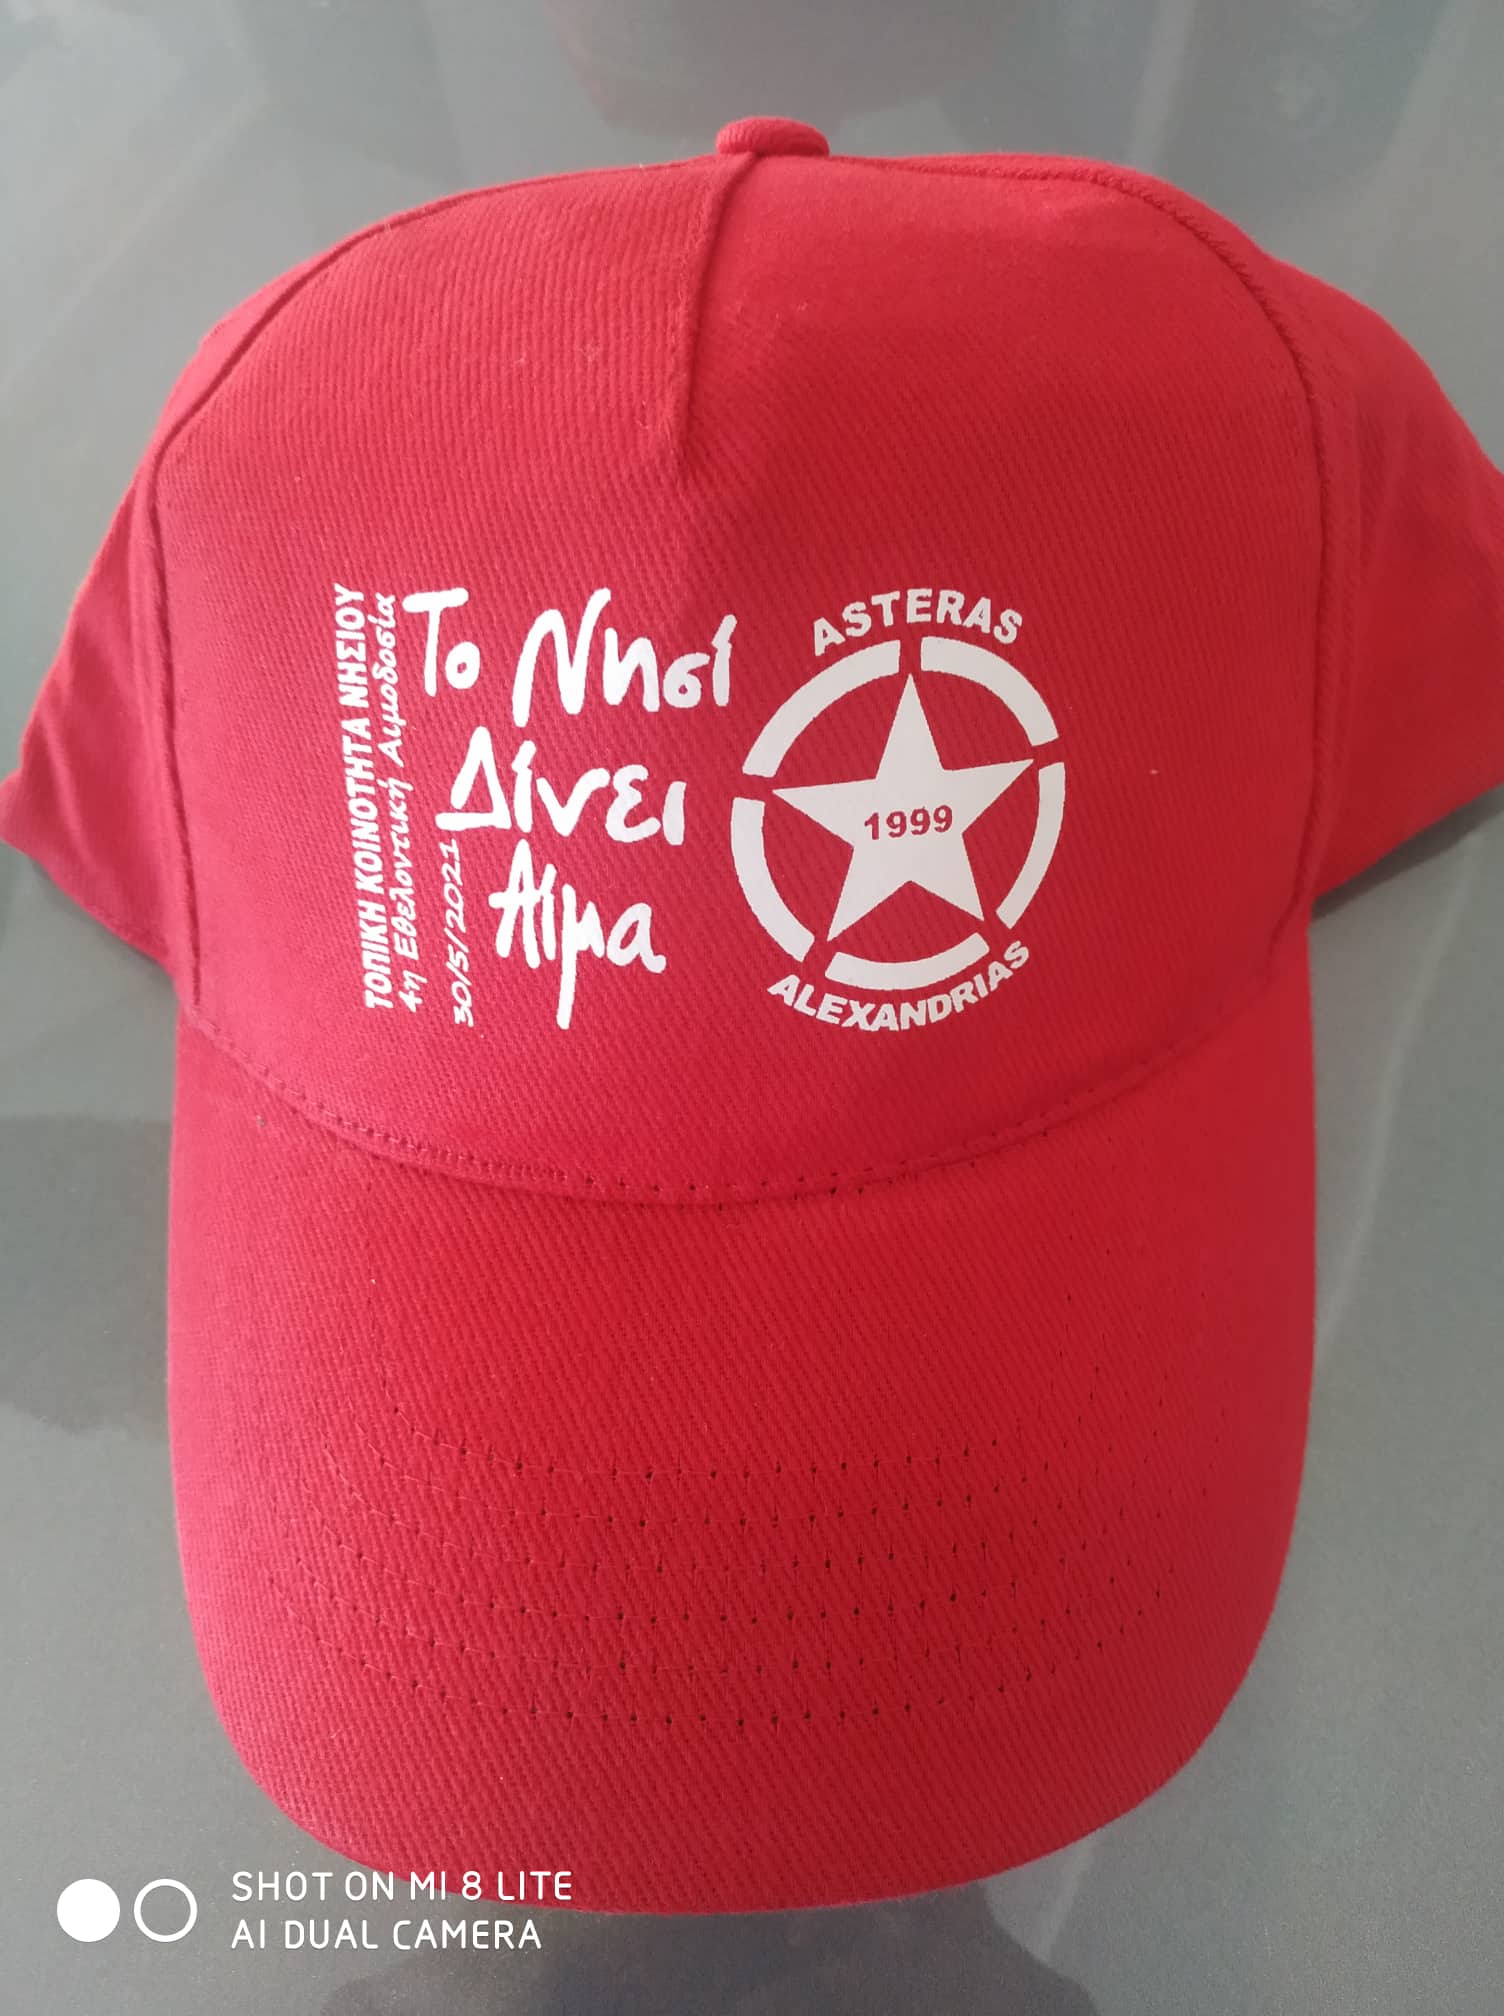 ΤΟΠΙΚΗ ΚΟΙΝΟΤΗΤΑ ΝΗΣΙΟΥ
4η Εθελοντική Αιμοδοσία
30/5/2021
Το Νησί
Δίνει
Αίμα
ASTERAS
1999
ALEXANDRIAS
SHOT ON MI 8 LITE
AI DUAL CAMERA